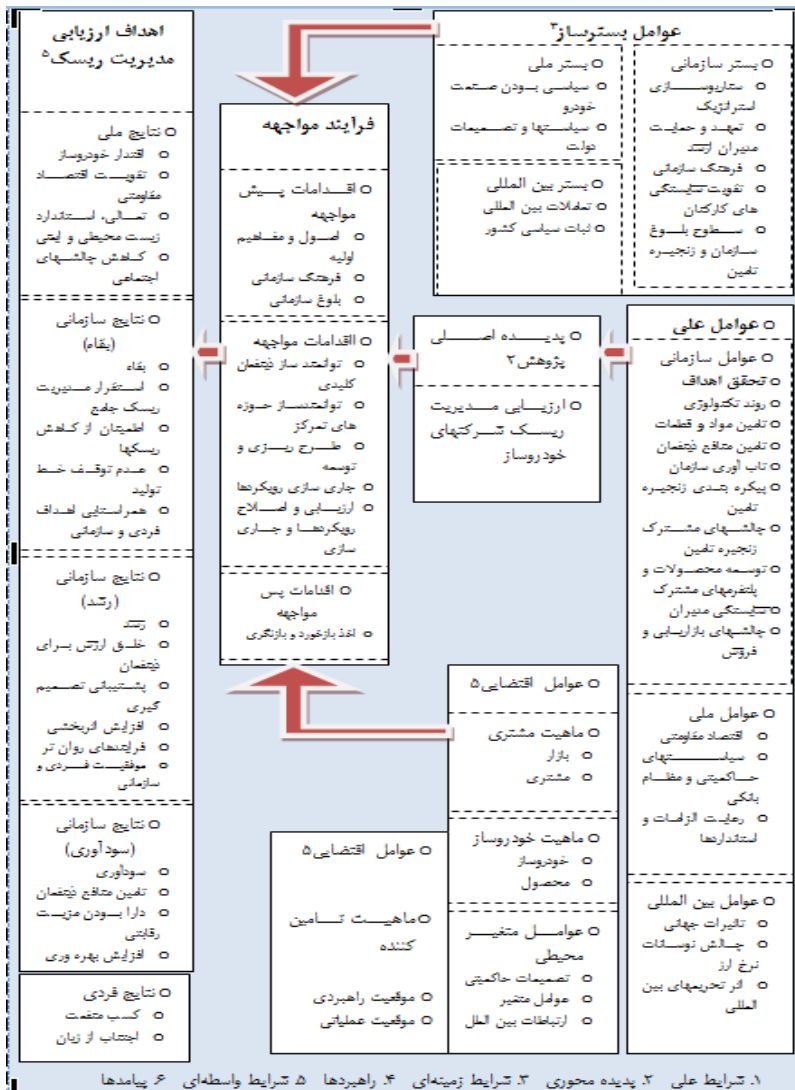 عوامل بسترساز۳
بستر سازمانی
سناریوسازی
استراتژیک
تعهد و حمایت
مدیران ارشد
فرهنگ سازمانی
تقویت شایستگی
های کارکنان
سطوح بلوغ
سازمان و زنجیره
تامین
بستر ملی
سیاسی بودن صنعت
خودرو
سیاستها و تصمیمات
دولت
بستر بین المللی
تعاملات بین المللی
ثبات سیاسی کشور
عوامل علی
عوامل سازمانی
تحقق اهداف
روند تکنولوژی
تامین مواد و قطعات
تامین منافع ذینفعان
تاب آوری سازمان
پیکره بندی زنجیره
تامین
چالشهای مشترک
زنجیره تامین
توسعه محصولات و
پلتفرمهای مشترک
شایستگی مدیران
چالشهای بازاریابی و
فروش
عوامل ملی
اقتصاد مقاومتی
سیاستهای
حاکمیتی و مظام
بانکی
رعایت الزامات و
استانداردها
عوامل بین المللی
تاثیرات جهانی
چالش نوسانات
نرخ ارز
اثر تحریمهای بین
المللی
پدیده اصلی
پژوهش۲
ارزیابی مدیریت
ریسک شرکتهای
خودروساز
فرآیند مواجهه
اقدامات پیش
مواجهه
اصول و مفاهیم
اولیه
فرهنگ سازمانی
بلوغ سازمانی
ااقدامات مواجهه
توانمند ساز ذینفعان
کلیدی
توانمندساز حوزه
های تمرکز
طرح ریزی و
توسعه
جاری سازی رویکردها
ارزیابی و اصلاح
رویکردها و جاری
سازی
اقدامات پس
مواجهه
اخذ بازخورد و بازنگری
عوامل اقتضایی۵
ماهیت مشتری
بازار
مشتری
ماهیت خودروساز
خودروساز
محصول
عوامل متغیر
محیطی
تصمیمات حاکمیتی
عوامل متغیر
ارتباطات بین الملل
عوامل اقتضایی۵
ماهیت تامین
کننده
موقعیت راهبردی
موقعیت عملیاتی
اهداف ارزیابی
مدیریت ریسک۵
نتایج ملی
اقتدار خودروساز
تقویت اقتصاد
مقاومتی
تعالی، استاندارد
زیست محیطی و ایمنی
کاهش چالشهای
اجتماعی
نتایج سازمانی
(بقاء)
بقاء
استقرار مدیریت
ریسک جامع
اطمینان از کاهش
ریسکها
عدم توقف خط
تولید
همراستایی اهداف
فردی و سازمانی
نتایج سازمانی
(رشد)
رشد
خلق ارزش برای
ذینفعان
پشتیبانی تصمیم
گیری
افزایش اثربخشی
فرایندهای روان تر
موفقیت فردی و
سازمانی
نتایج سازمانی
(سودآوری)
سودآوری
تامین منافع ذینفعان
دارا بودن مزیت
رقابتی
افزایش بهره وری
نتایج فردی
کسب منفعت
اجتناب از زیان
۱. شرایط علی ۲. پدیده محوری ۳. شرایط زمینه‌ای ۴. راهبردها ۵. شرایط واسطه‌ای ۶. پیامدها